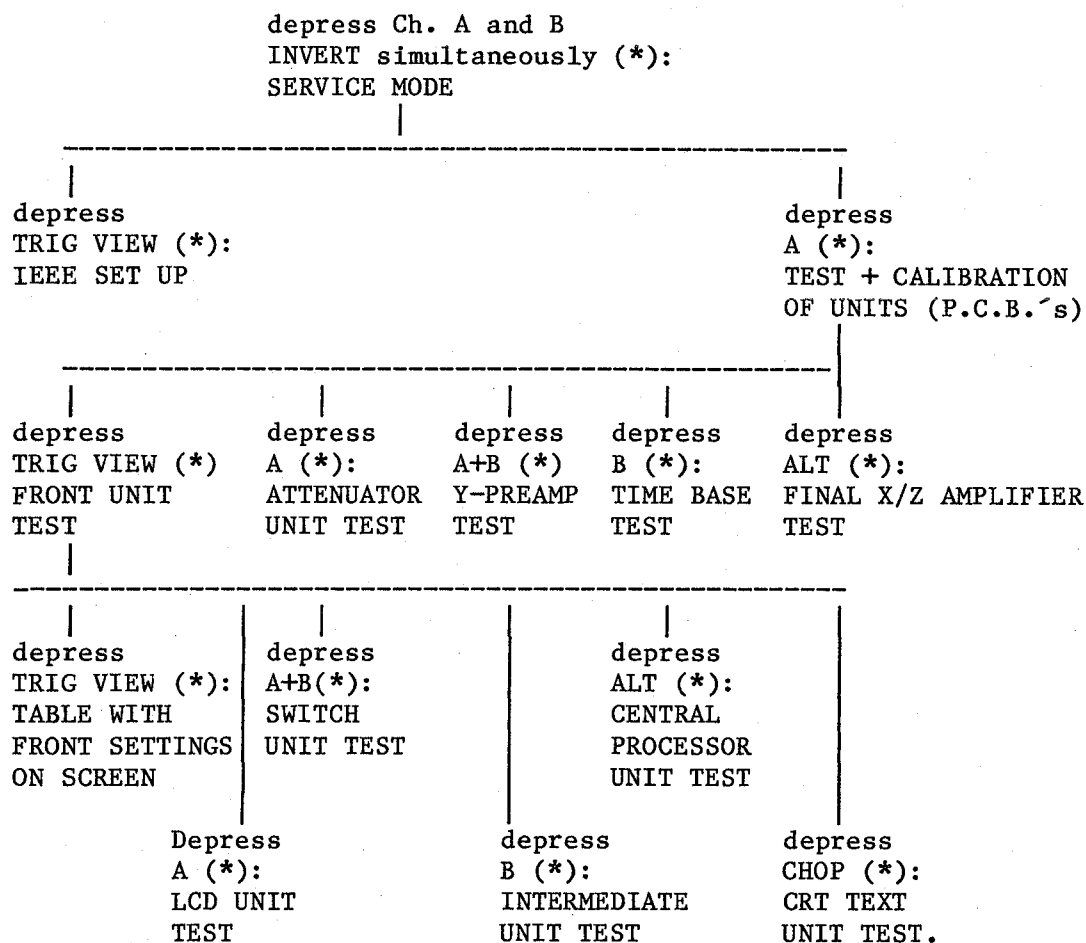 depress Ch. A and B
INVERT simultaneously (*):
SERVICE MODE
depress
TRIG VIEW (*):
IEEE SET UP
depress
A (*):
TEST + CALIBRATION
OF UNITS (P.C.B.´s)
depress
TRIG VIEW (*)
FRONT UNIT
TEST
depress
A (*):
ATTENUATOR
UNIT TEST
depress
A+B (*)
Y-PREAMP
TEST
depress
B (*):
TIME BASE
TEST
depress
ALT (*):
FINAL X/Z AMPLIFIER
TEST
depress
TRIG VIEW (*):
TABLE WITH
FRONT SETTINGS
ON SCREEN
depress
A+B(*):
SWITCH
UNIT TEST
depress
ALT (*):
CENTRAL
PROCESSOR
UNIT TEST
Depress
A (*):
LCD UNIT
TEST
depress
B (*):
INTERMEDIATE
UNIT TEST
depress
CHOP (*):
CRT TEXT
UNIT TEST.